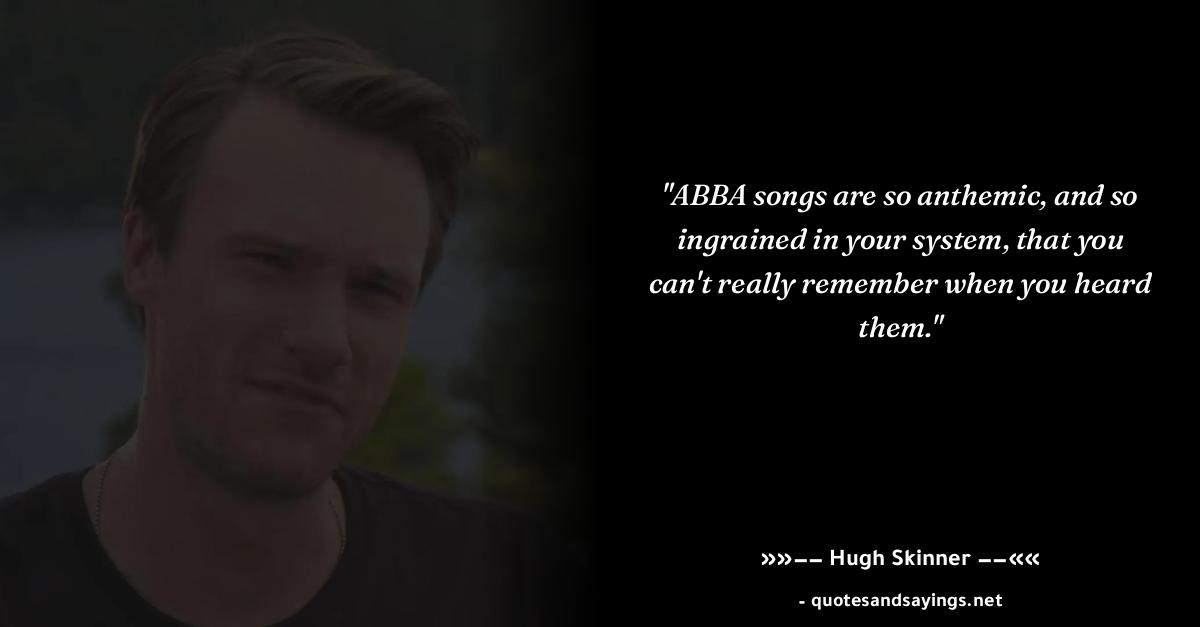 "ABBA songs are so anthemic, and so
ingrained in your system, that you
can't really remember when you heard
them."
»»−− Hugh Skinner −−««
- quotesandsayings.net